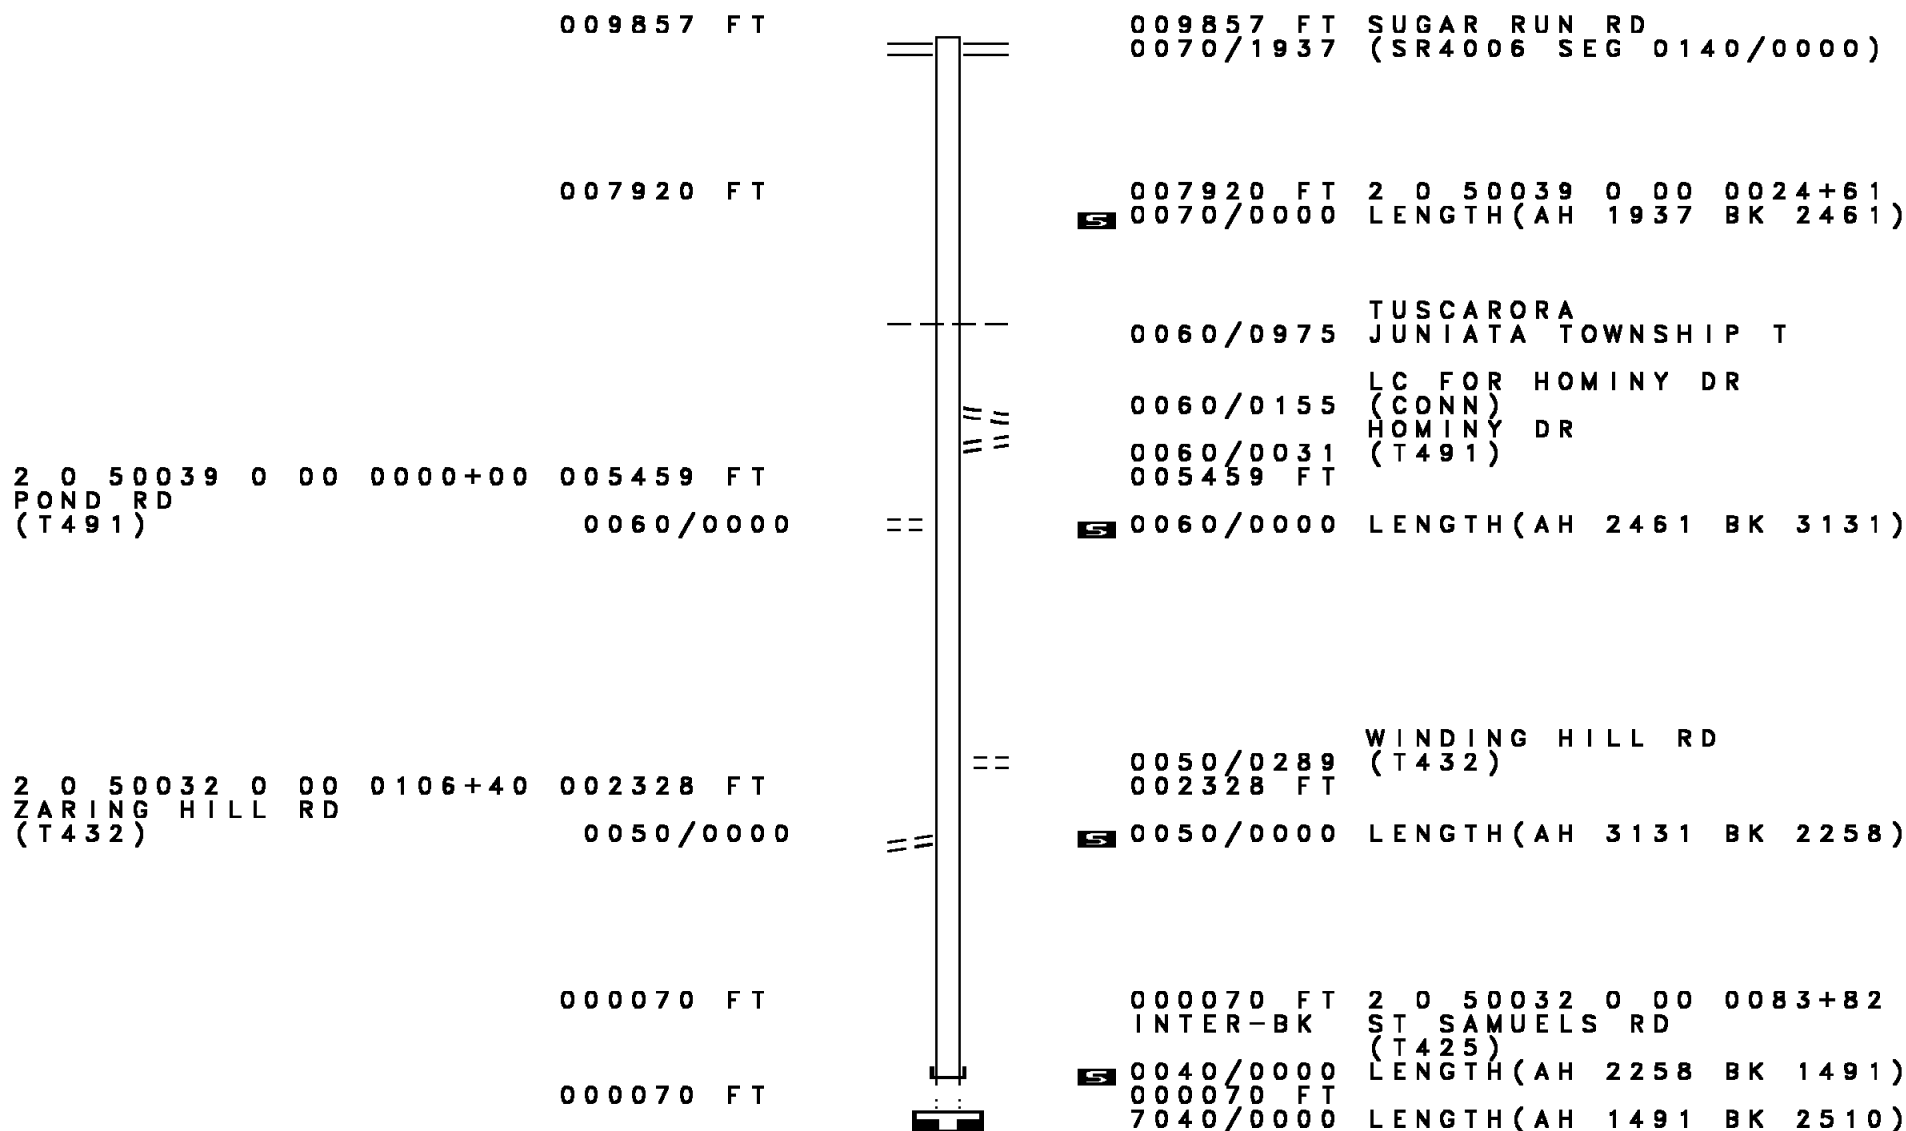 009857 FT 009857 FT SUGAR RUN RD
0070/1937 (SR4006 SEG 0140/0000)
007920 FT 007920 FT 2 0 50039 0 00 0024+61
S 0070/0000 LENGTH(AH 1937 BK 2461)
TUSCARORA
0060/0975 JUNIATA TOWNSHIP T
LC FOR HOMINY DR
0060/0155 (CONN)
HOMINY DR
0060/0031 (T491)
2 0 50039 0 00 0000+00 005459 FT 005459 FT
POND RD
(T491) 0060/0000 S 0060/0000 LENGTH(AH 2461 BK 3131)
WINDING HILL RD
0050/0289 (T432)
2 0 50032 0 00 0106+40 002328 FT 002328 FT
ZARING HILL RD
(T432) 0050/0000 S 0050/0000 LENGTH(AH 3131 BK 2258)
000070 FT 000070 FT 2 0 50032 0 00 0083+82
INTER-BK ST SAMUELS RD
(T425)
S 0040/0000 LENGTH(AH 2258 BK 1491)
000070 FT 000070 FT
7040/0000 LENGTH(AH 1491 BK 2510)